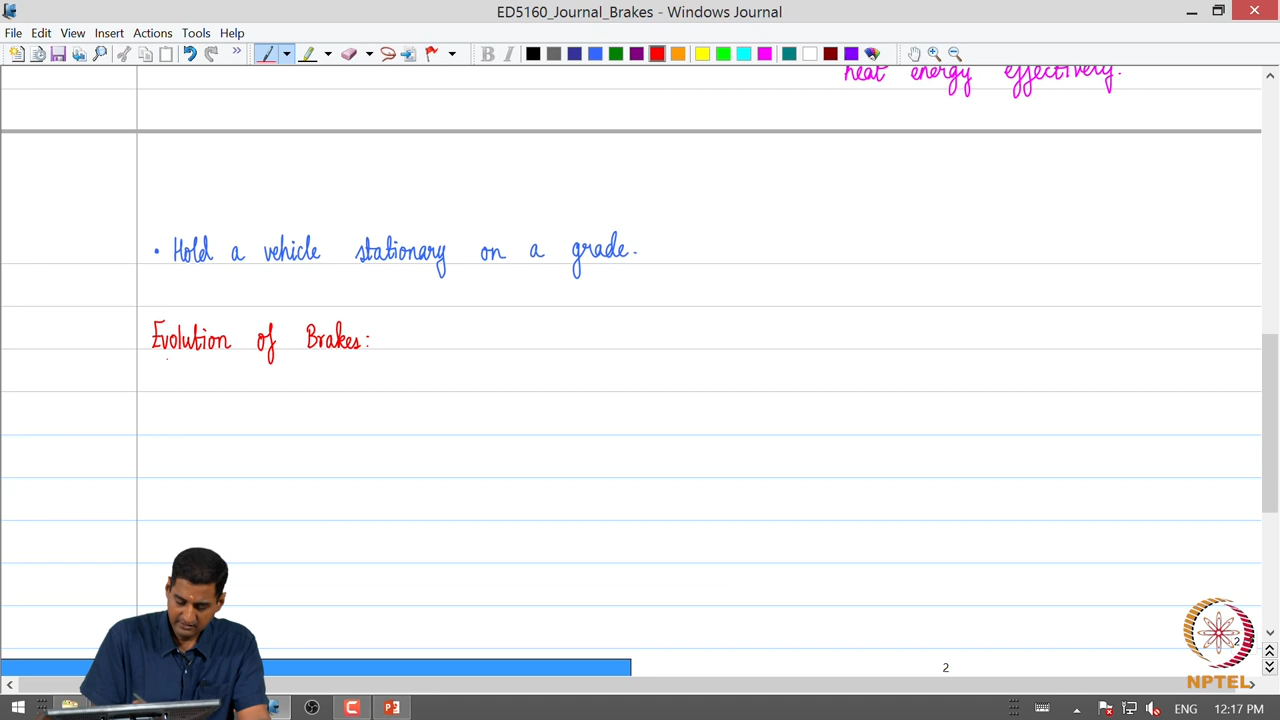 ED5160_Journal_Brakes - Windows Journal
File Edit View Insert Actions Tools Help
heat energy effectively.
• Hold a vehicle stationary on a grade.
Evolution of Brakes:
2
2
NPTEL
ENG 12:17 PM